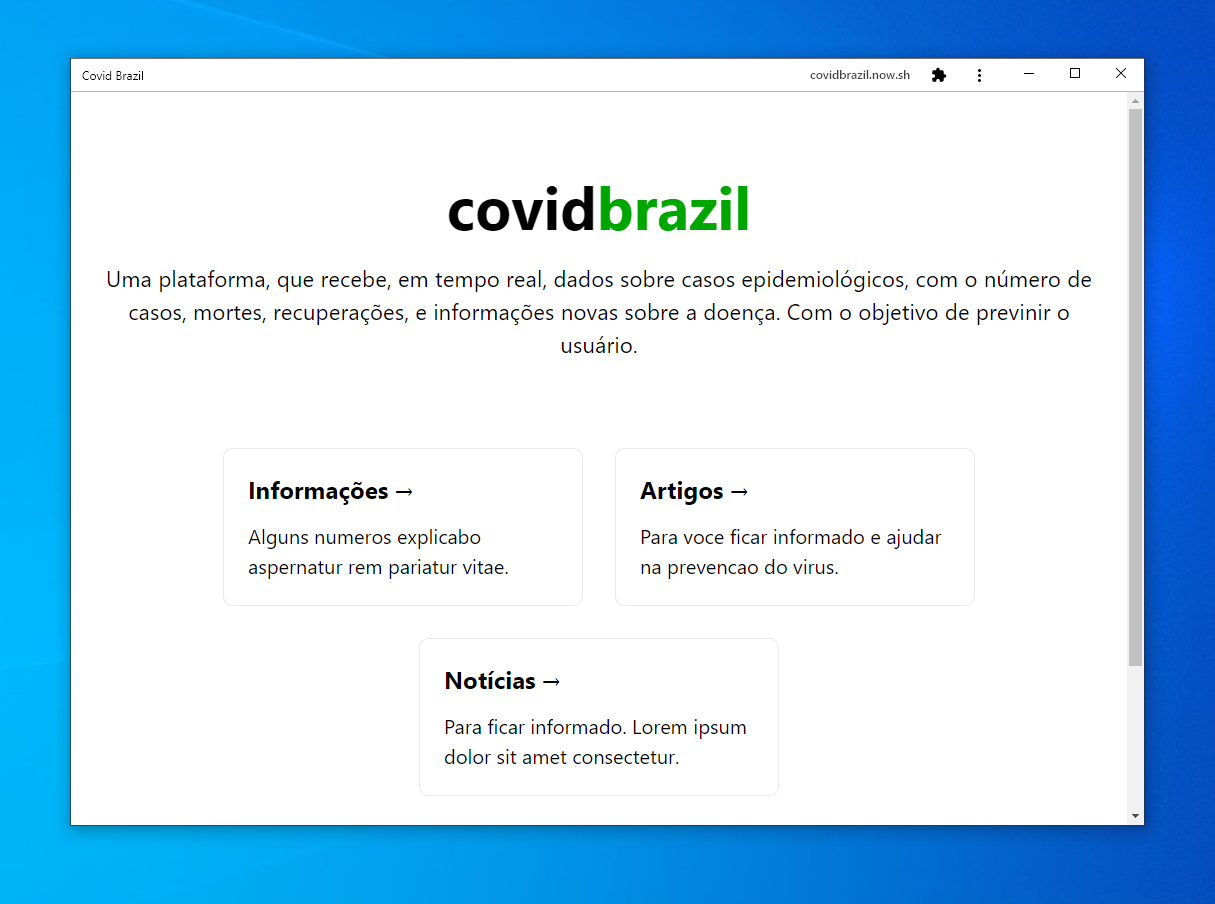 Covid Brazil
covidbrazil.now.sh
covidbrazil
Uma plataforma, que recebe, em tempo real, dados sobre casos epidemiológicos, com o número de
casos, mortes, recuperações, e informações novas sobre a doença. Com o objetivo de previnir o
usuário.
Informações →
Alguns numeros explicabo
aspernatur rem pariatur vitae.
Artigos →
Para voce ficar informado e ajudar
na prevencao do virus.
Notícias →
Para ficar informado. Lorem ipsum
dolor sit amet consectetur.